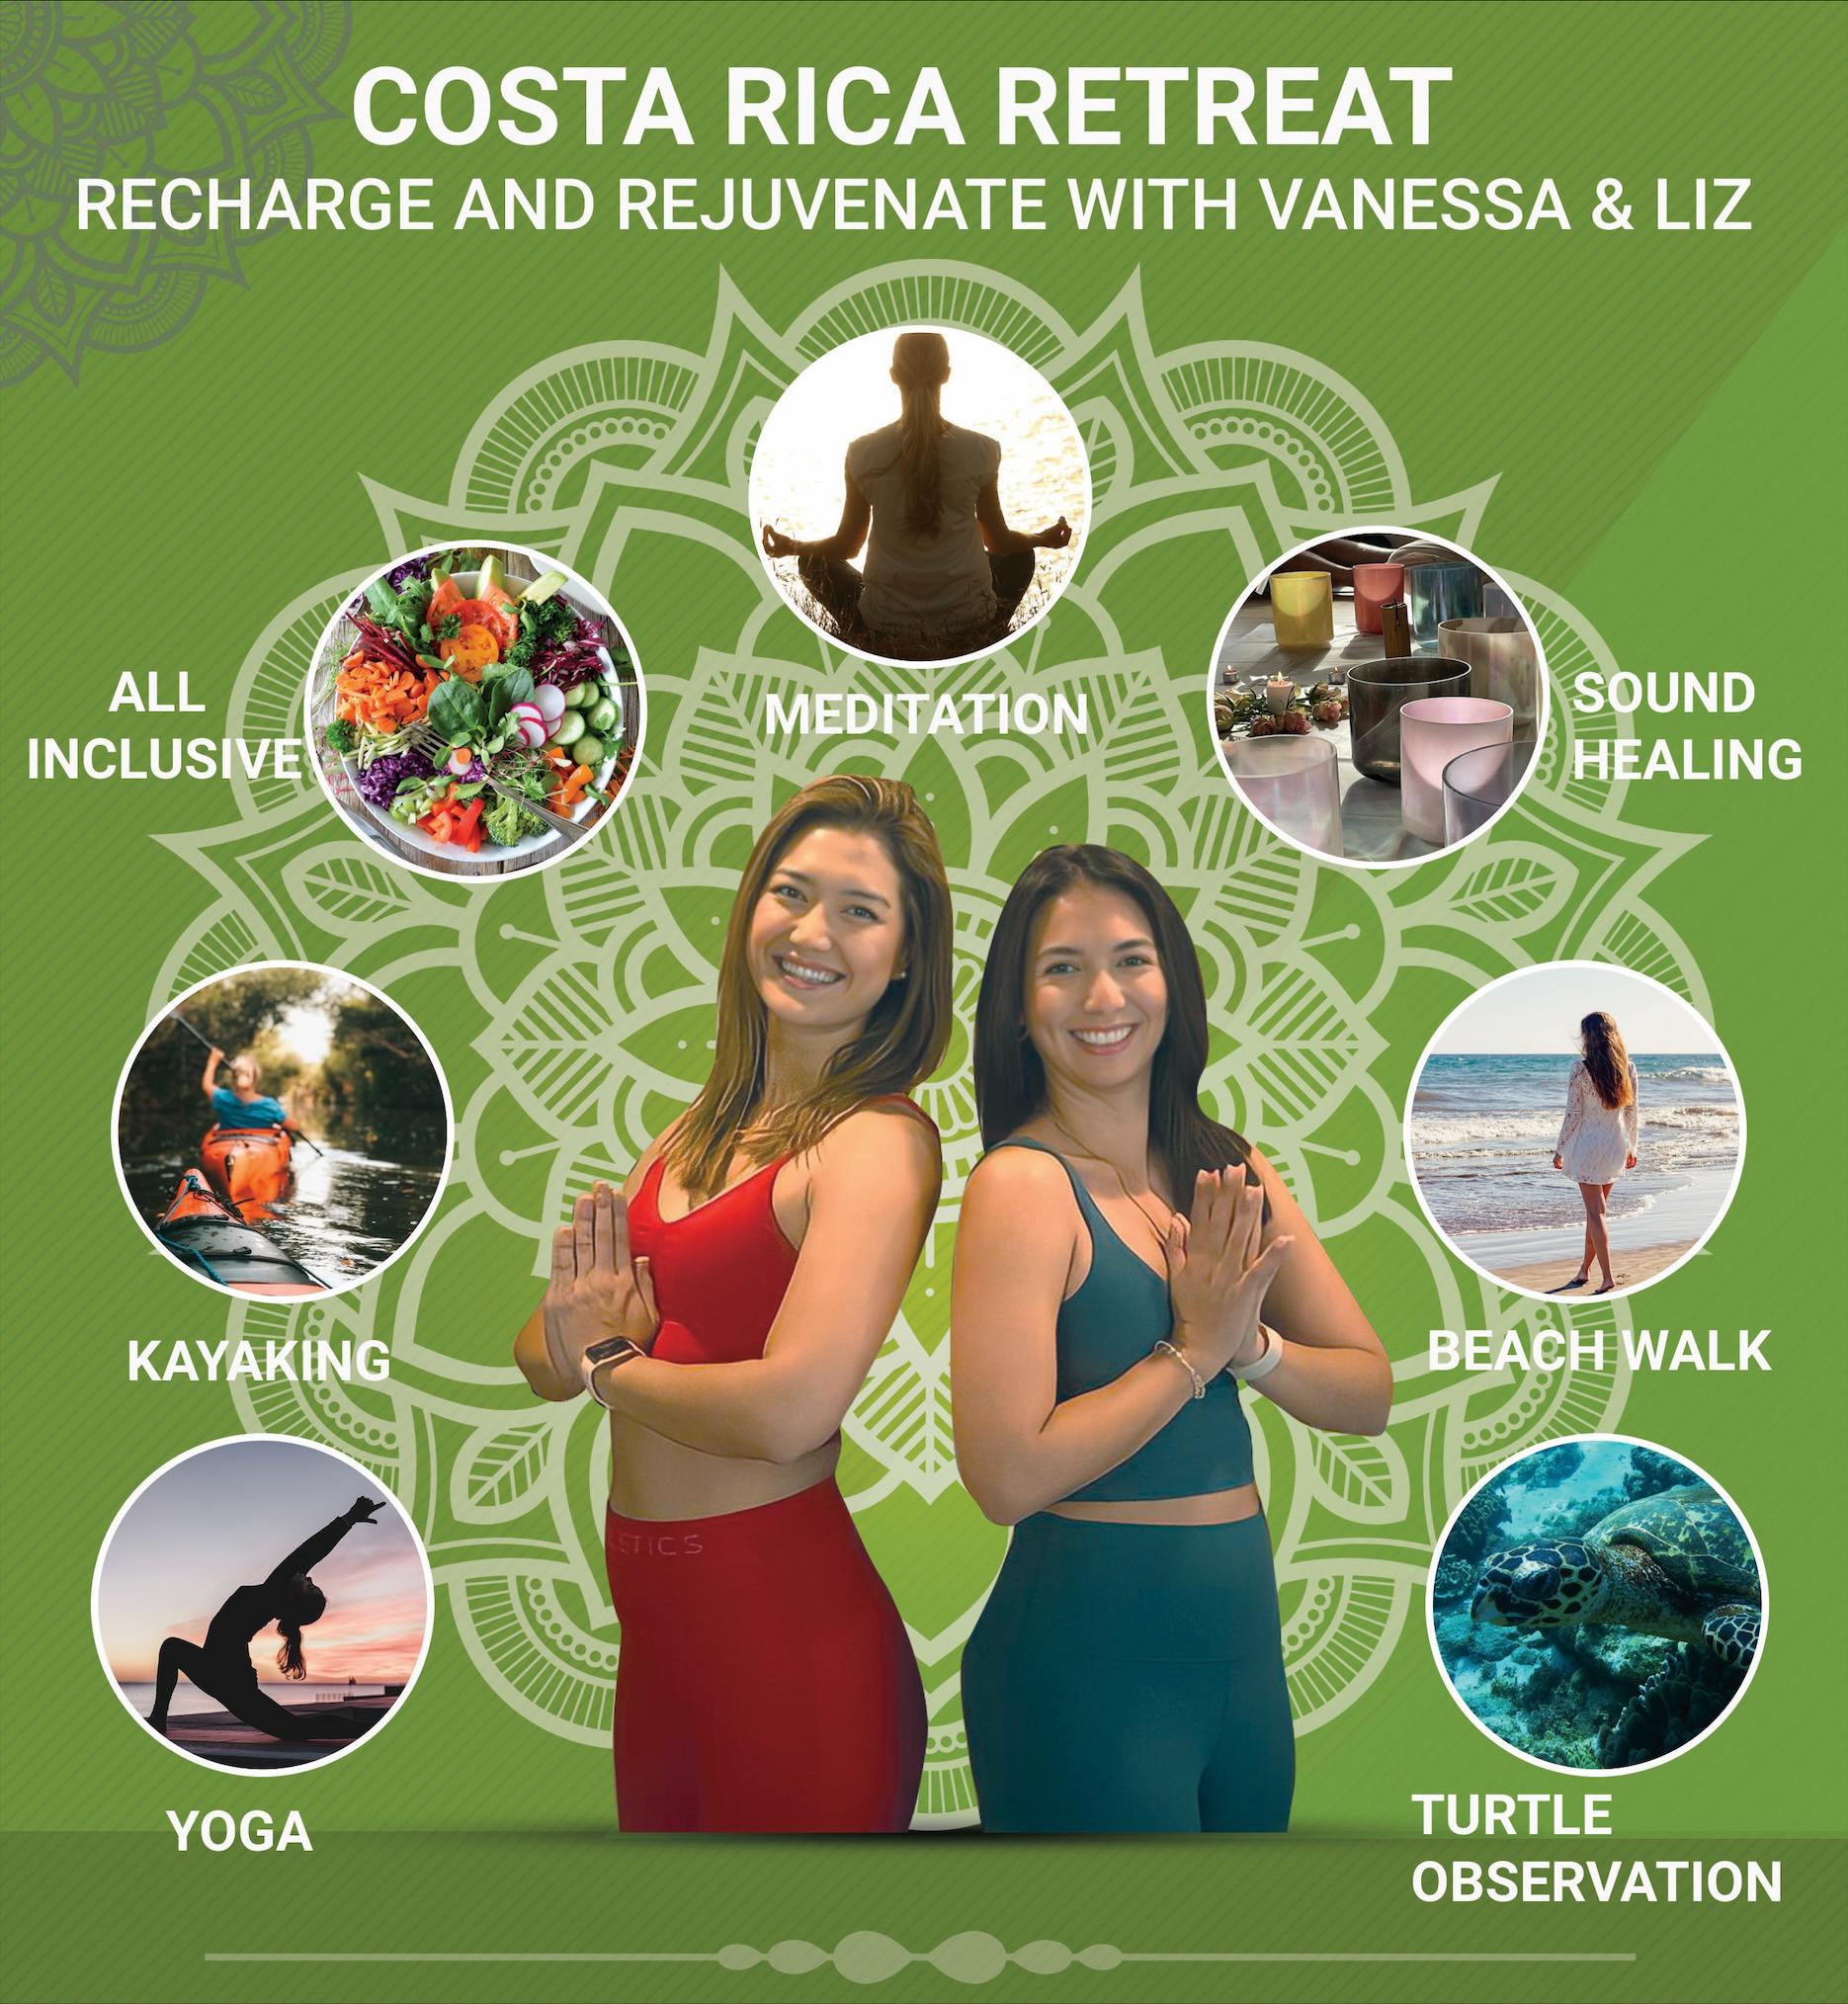 COSTA RICA RETREAT
RECHARGE AND REJUVENATE WITH VANESSA & LIZ
MEDITATION
ALL
INCLUSIVE
SOUND
HEALING
KAYAKING
BEACH WALK
STICS
YOGA
TURTLE
OBSERVATION